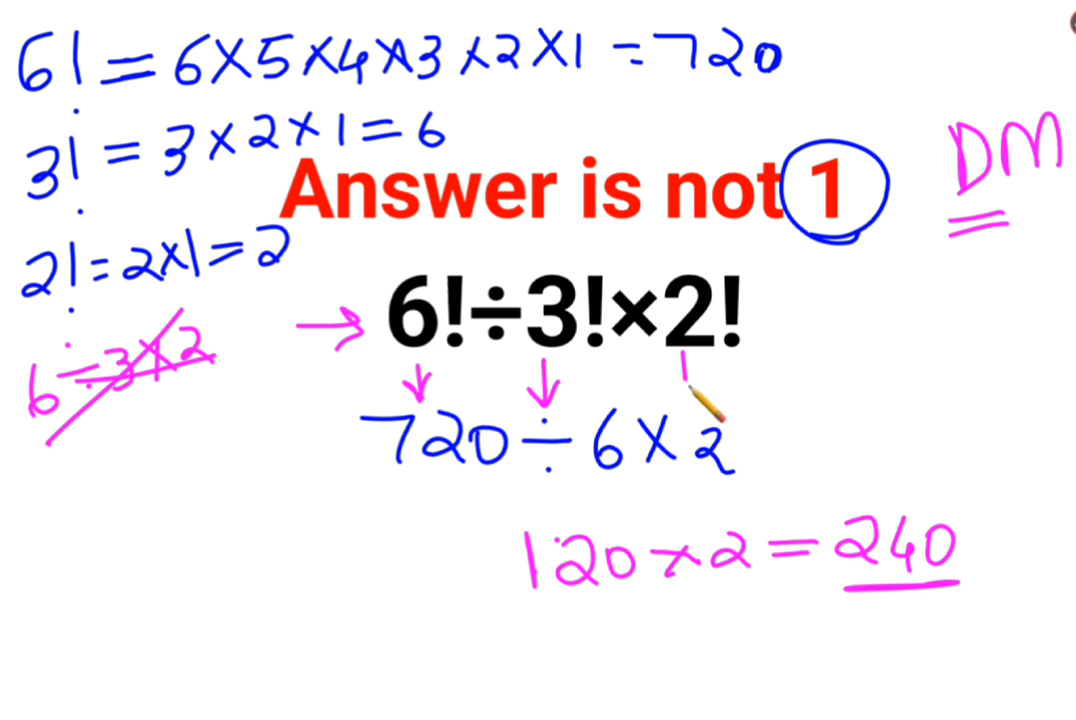 6! = 6×5×4×3×2×1 = 720
3! = 3×2×1 = 6
Answer is not 1
DM
2! = 2×1 = 2
6!÷3!×2!
6÷3×2
720÷6×2
120×2=240